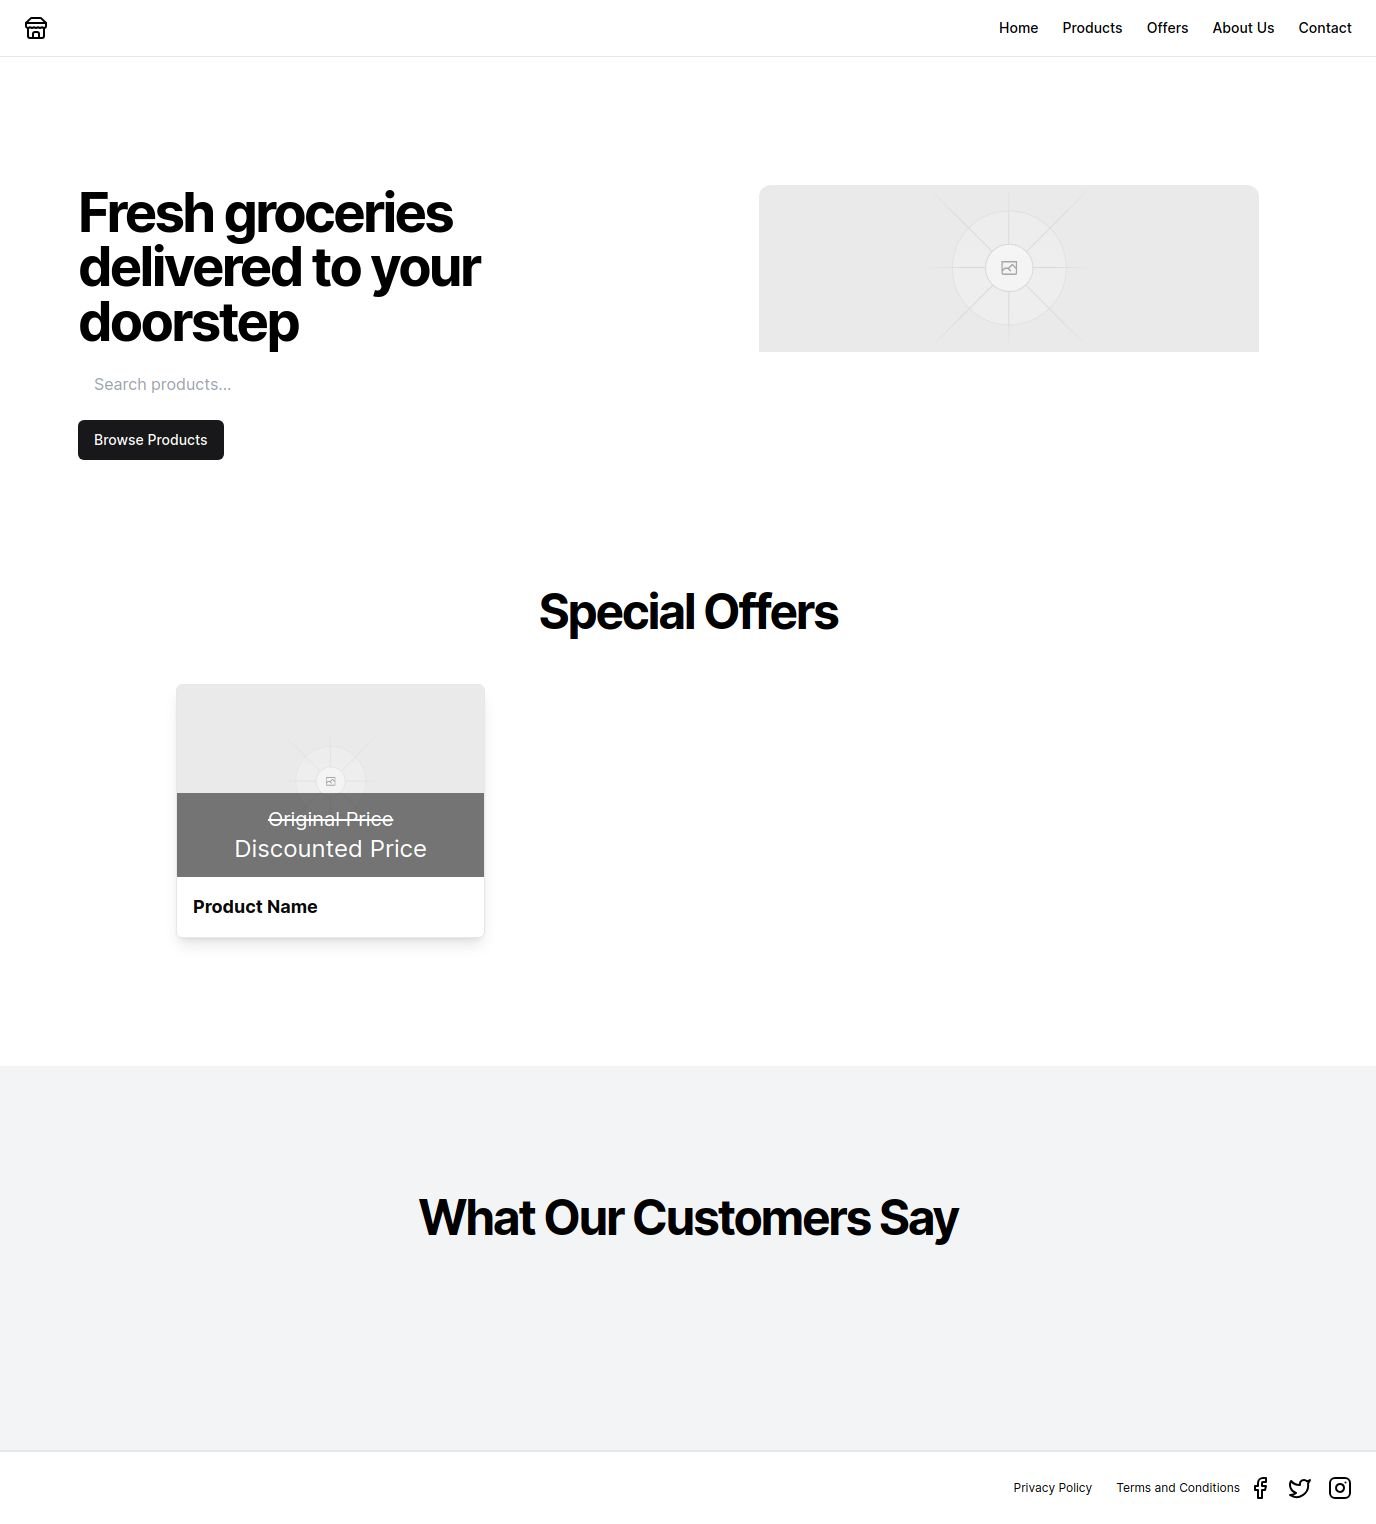 Home Products Offers About Us Contact
Fresh groceries
delivered to your
doorstep
Search products...
Browse Products
Special Offers
Original Price
Discounted Price
Product Name
What Our Customers Say
Privacy Policy Terms and Conditions